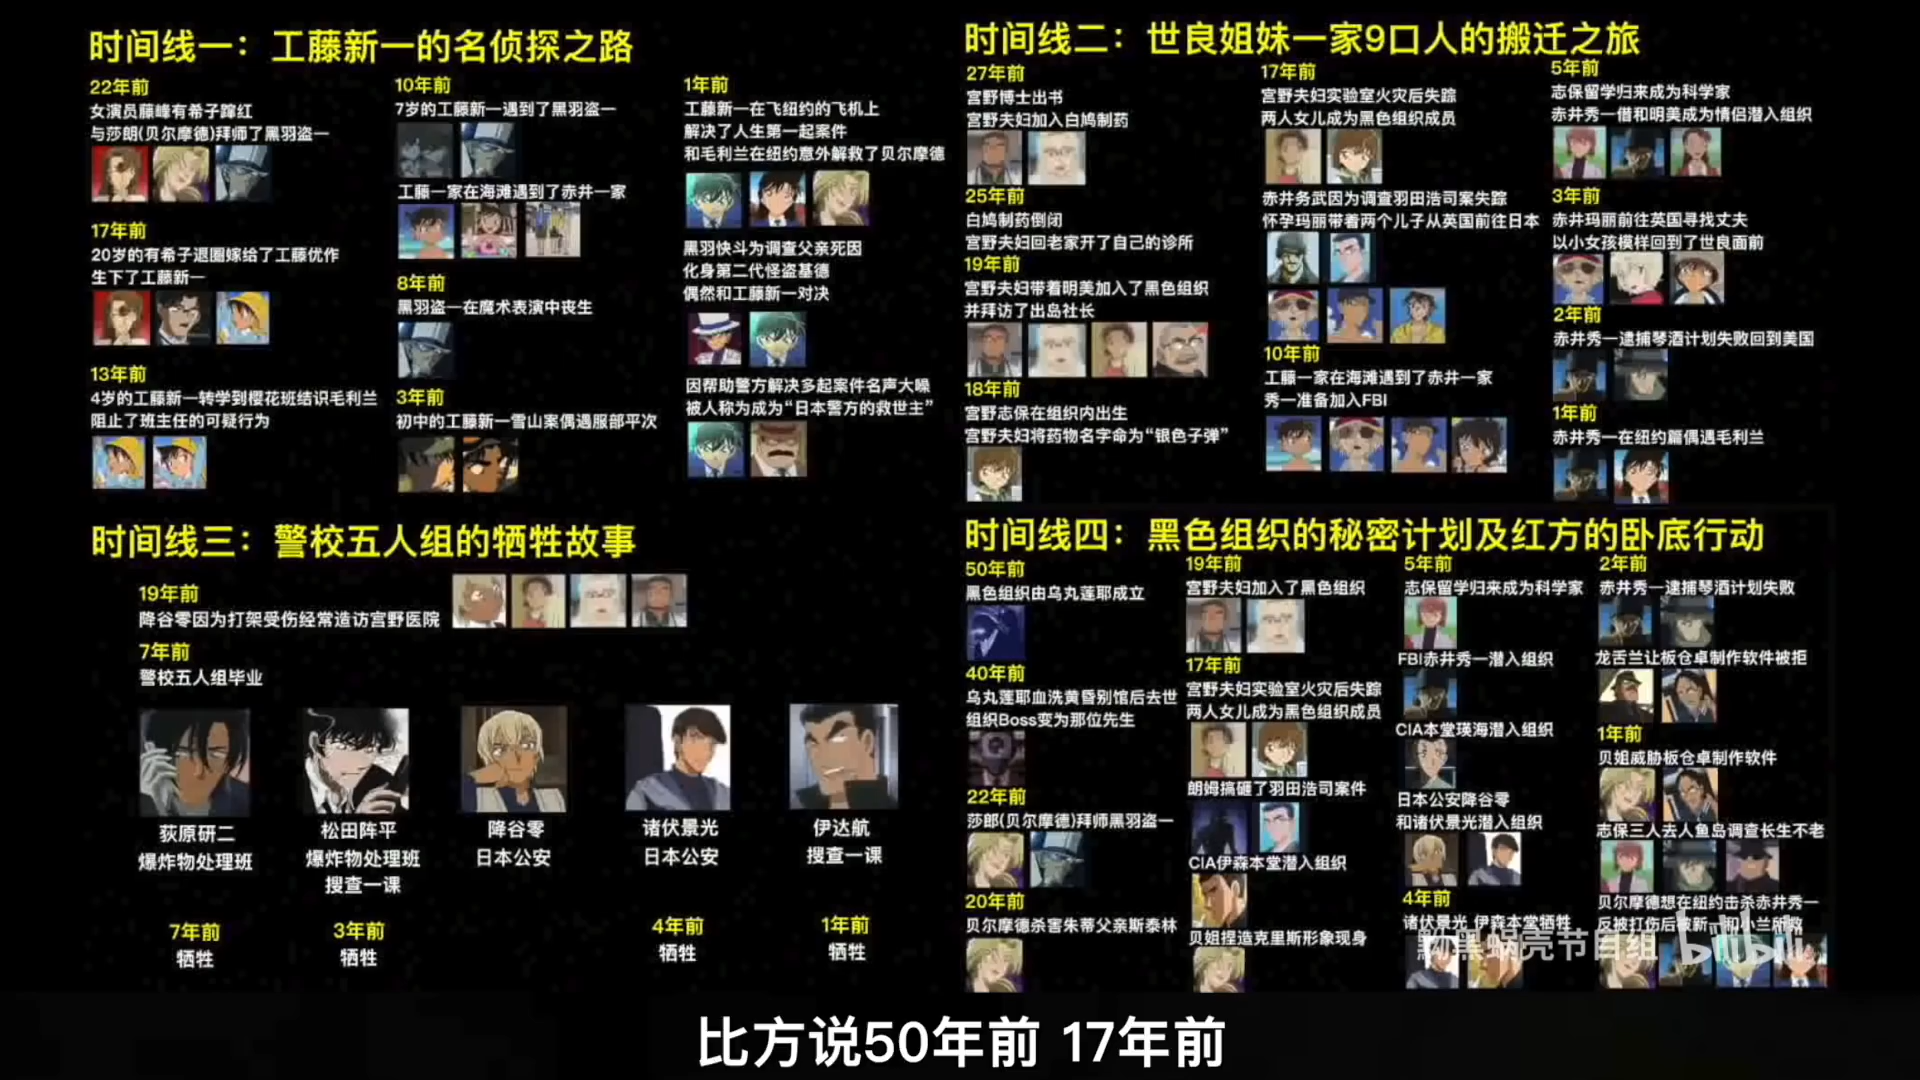 时间线一：工藤新一的名侦探之路
22年前
女演员藤峰有希子蹿红
与莎朗(贝尔摩德)拜师了黑羽盗一
17年前
20岁的有希子退圈嫁给了工藤优作
生下了工藤新一
13年前
4岁的工藤新一转学到樱花班结识毛利兰
阻止了班主任的可疑行为
10年前
7岁的工藤新一遇到了黑羽盗一
工藤一家在海滩遇到了赤井一家
8年前
黑羽盗一在魔术表演中丧生
3年前
初中的工藤新一雪山案偶遇服部平次
1年前
工藤新一在飞纽约的飞机上
解决了人生第一起案件
和毛利兰在纽约意外解救了贝尔摩德
黑羽快斗为调查父亲死因
化身第二代怪盗基德
偶然和工藤新一对决
因帮助警方解决多起案件名声大噪
被人称为成为“日本警方的救世主”
时间线二：世良姐妹一家9口人的搬迁之旅
27年前
宫野博士出书
宫野夫妇加入白鸠制药
25年前
白鸠制药倒闭
宫野夫妇回老家开了自己的诊所
19年前
宫野夫妇带着明美加入了黑色组织
并拜访了出岛社长
18年前
宫野志保在组织内出生
宫野夫妇将药物名字命为“银色子弹”
17年前
宫野夫妇实验室火灾后失踪
两人女儿成为黑色组织成员
赤井务武因为调查羽田浩司案失踪
怀孕玛丽带着两个儿子从英国前往日本
10年前
工藤一家在海滩遇到了赤井一家
秀一准备加入FBI
5年前
志保留学归来成为科学家
赤井秀一借和明美成为情侣潜入组织
3年前
赤井玛丽前往英国寻找丈夫
以小女孩模样回到了世良面前
2年前
赤井秀一逮捕琴酒计划失败回到美国
1年前
赤井秀一在纽约篇偶遇毛利兰
时间线三：警校五人组的牺牲故事
19年前
降谷零因为打架受伤经常造访宫野医院
7年前
警校五人组毕业
荻原研二
爆炸物处理班
松田阵平
爆炸物处理班
搜查一课
降谷零
日本公安
诸伏景光
日本公安
伊达航
搜查一课
7年前
牺牲
3年前
牺牲
4年前
牺牲
1年前
牺牲
时间线四：黑色组织的秘密计划及红方的卧底行动
50年前
黑色组织由乌丸莲耶成立
40年前
乌丸莲耶血洗黄昏别馆后去世
组织Boss变为那位先生
22年前
莎郎(贝尔摩德)拜师黑羽盗一
20年前
贝尔摩德杀害朱蒂父亲斯泰林
19年前
宫野夫妇加入了黑色组织
17年前
宫野夫妇实验室火灾后失踪
两人女儿成为黑色组织成员
朗姆搞砸了羽田浩司案件
CIA伊森本堂潜入组织
贝姐捏造克里斯形象现身
5年前
志保留学归来成为科学家
FBI赤井秀一潜入组织
CIA本堂瑛海潜入组织
日本公安降谷零
和诸伏景光潜入组织
4年前
诸伏景光 伊森本堂牺牲
2年前
赤井秀一逮捕琴酒计划失败
龙舌兰让板仓卓制作软件被拒
1年前
贝姐威胁板仓卓制作软件
志保三人去人鱼岛调查长生不老
贝尔摩德想在纽约击杀赤井秀一
反被打伤后被新一和小兰所救
黝黑蜗壳节目组 bilibili
比方说50年前 17年前